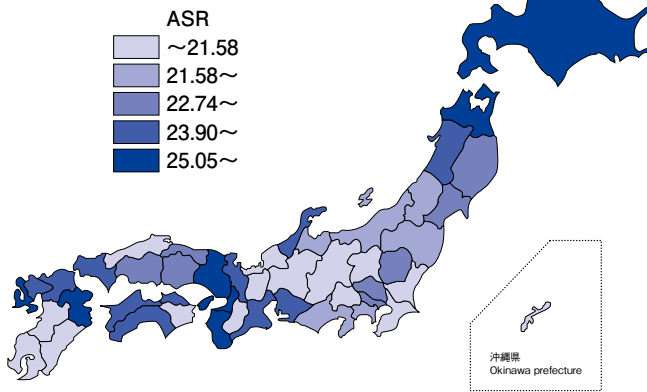 ASR
～21.58
21.58～
22.74～
23.90～
25.05～
沖縄県
Okinawa prefecture